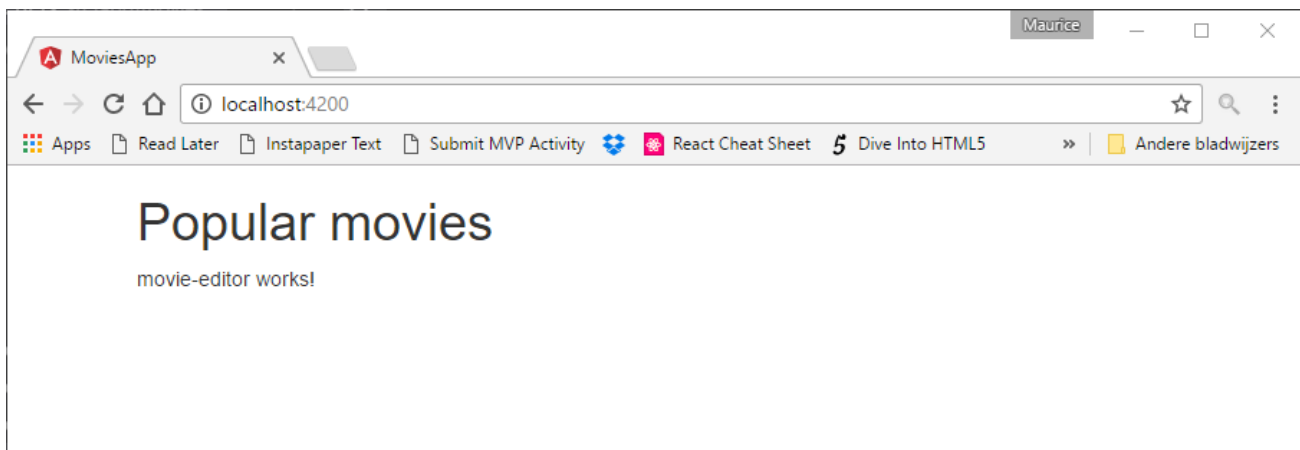 Maurice
MoviesApp
localhost:4200
Apps Read Later Instapaper Text Submit MVP Activity React Cheat Sheet 5 Dive Into HTML5 » Andere bladwijzers
Popular movies
movie-editor works!